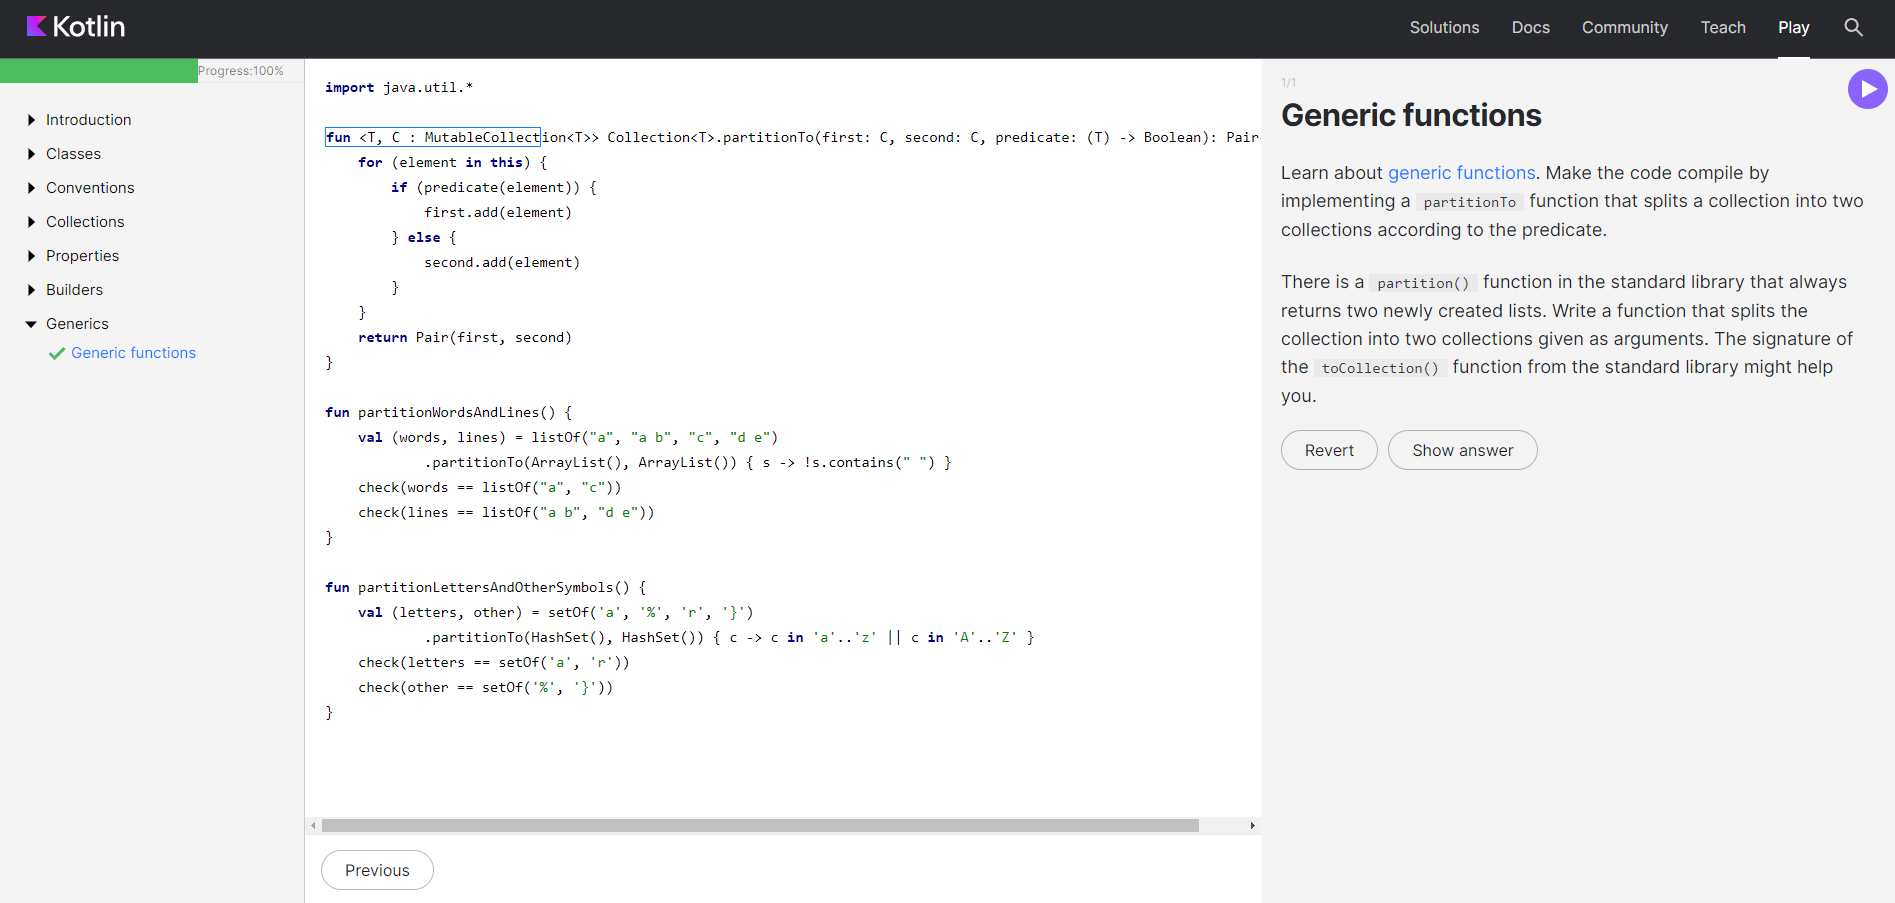 Kotlin
Solutions Docs Community Teach Play
Progress:100%
Introduction
Classes
Conventions
Collections
Properties
Builders
Generics
Generic functions
import java.util.*
fun <T, C : MutableCollection<T>> Collection<T>.partitionTo(first: C, second: C, predicate: (T) -> Boolean): Pair
for (element in this) {
if (predicate(element)) {
first.add(element)
} else {
second.add(element)
}
}
return Pair(first, second)
}
fun partitionWordsAndLines() {
val (words, lines) = listOf("a", "a b", "c", "d e")
.partitionTo(ArrayList(), ArrayList()) { s -> !s.contains(" ") }
check(words == listOf("a", "c"))
check(lines == listOf("a b", "d e"))
}
fun partitionLettersAndOtherSymbols() {
val (letters, other) = setOf('a', '%', 'r', '}')
.partitionTo(HashSet(), HashSet()) { c -> c in 'a'..'z' || c in 'A'..'Z' }
check(letters == setOf('a', 'r'))
check(other == setOf('%', '}'))
}
Previous
1/1
Generic functions
Learn about generic functions. Make the code compile by
implementing a partitionTo function that splits a collection into two
collections according to the predicate.
There is a partition() function in the standard library that always
returns two newly created lists. Write a function that splits the
collection into two collections given as arguments. The signature of
the toCollection() function from the standard library might help
you.
Revert Show answer